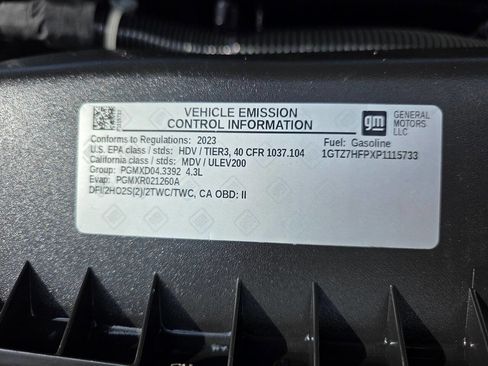 VEHICLE EMISSION
CONTROL INFORMATION
gm
GENERAL
MOTORS
LLC
Conforms to Regulations: 2023
Fuel: Gasoline
U.S. EPA class / stds: HDV / TIER3, 40 CFR 1037.104
1GTZ7HFPXP1115733
California class / stds: MDV / ULEV200
Group: PGMXD04.3392 4.3L
Evap: PGMXR021260A
DFI/2HO2S(2)/2TWC/TWC, CA OBD: II